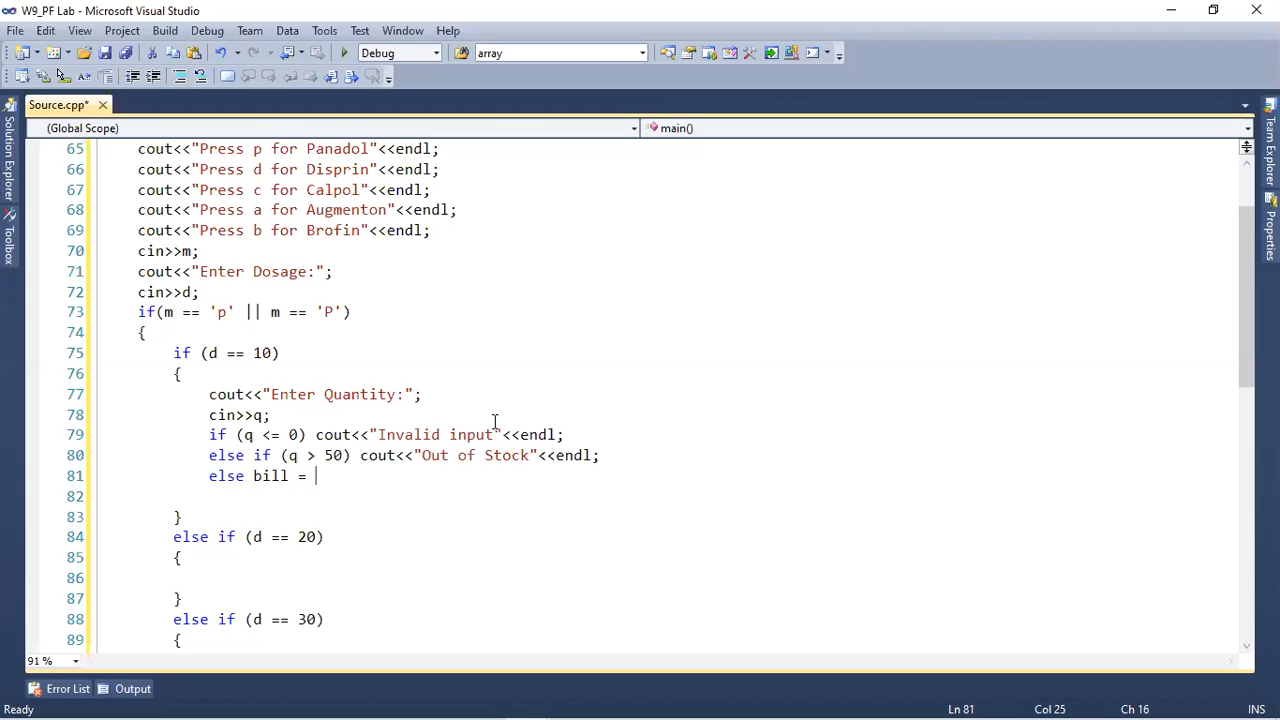 W9_PF Lab - Microsoft Visual Studio
File Edit View Project Build Debug Team Data Tools Test Window Help
Debug array
Source.cpp* ×
(Global Scope) main()
65 cout<<"Press p for Panadol"<<endl;
66 cout<<"Press d for Disprin"<<endl;
67 cout<<"Press c for Calpol"<<endl;
68 cout<<"Press a for Augmenton"<<endl;
69 cout<<"Press b for Brofin"<<endl;
70 cin>>m;
71 cout<<"Enter Dosage:";
72 cin>>d;
73 if(m == 'p' || m == 'P')
74 {
75 if (d == 10)
76 {
77 cout<<"Enter Quantity:";
78 cin>>q;
79 if (q <= 0) cout<<"Invalid input"<<endl;
80 else if (q > 50) cout<<"Out of Stock"<<endl;
81 else bill =
82
83 }
84 else if (d == 20)
85 {
86
87 }
88 else if (d == 30)
89 {
91 %
Solution Explorer
Toolbox
Team Explorer
Properties
Error List Output
Ready Ln 81 Col 25 Ch 16 INS